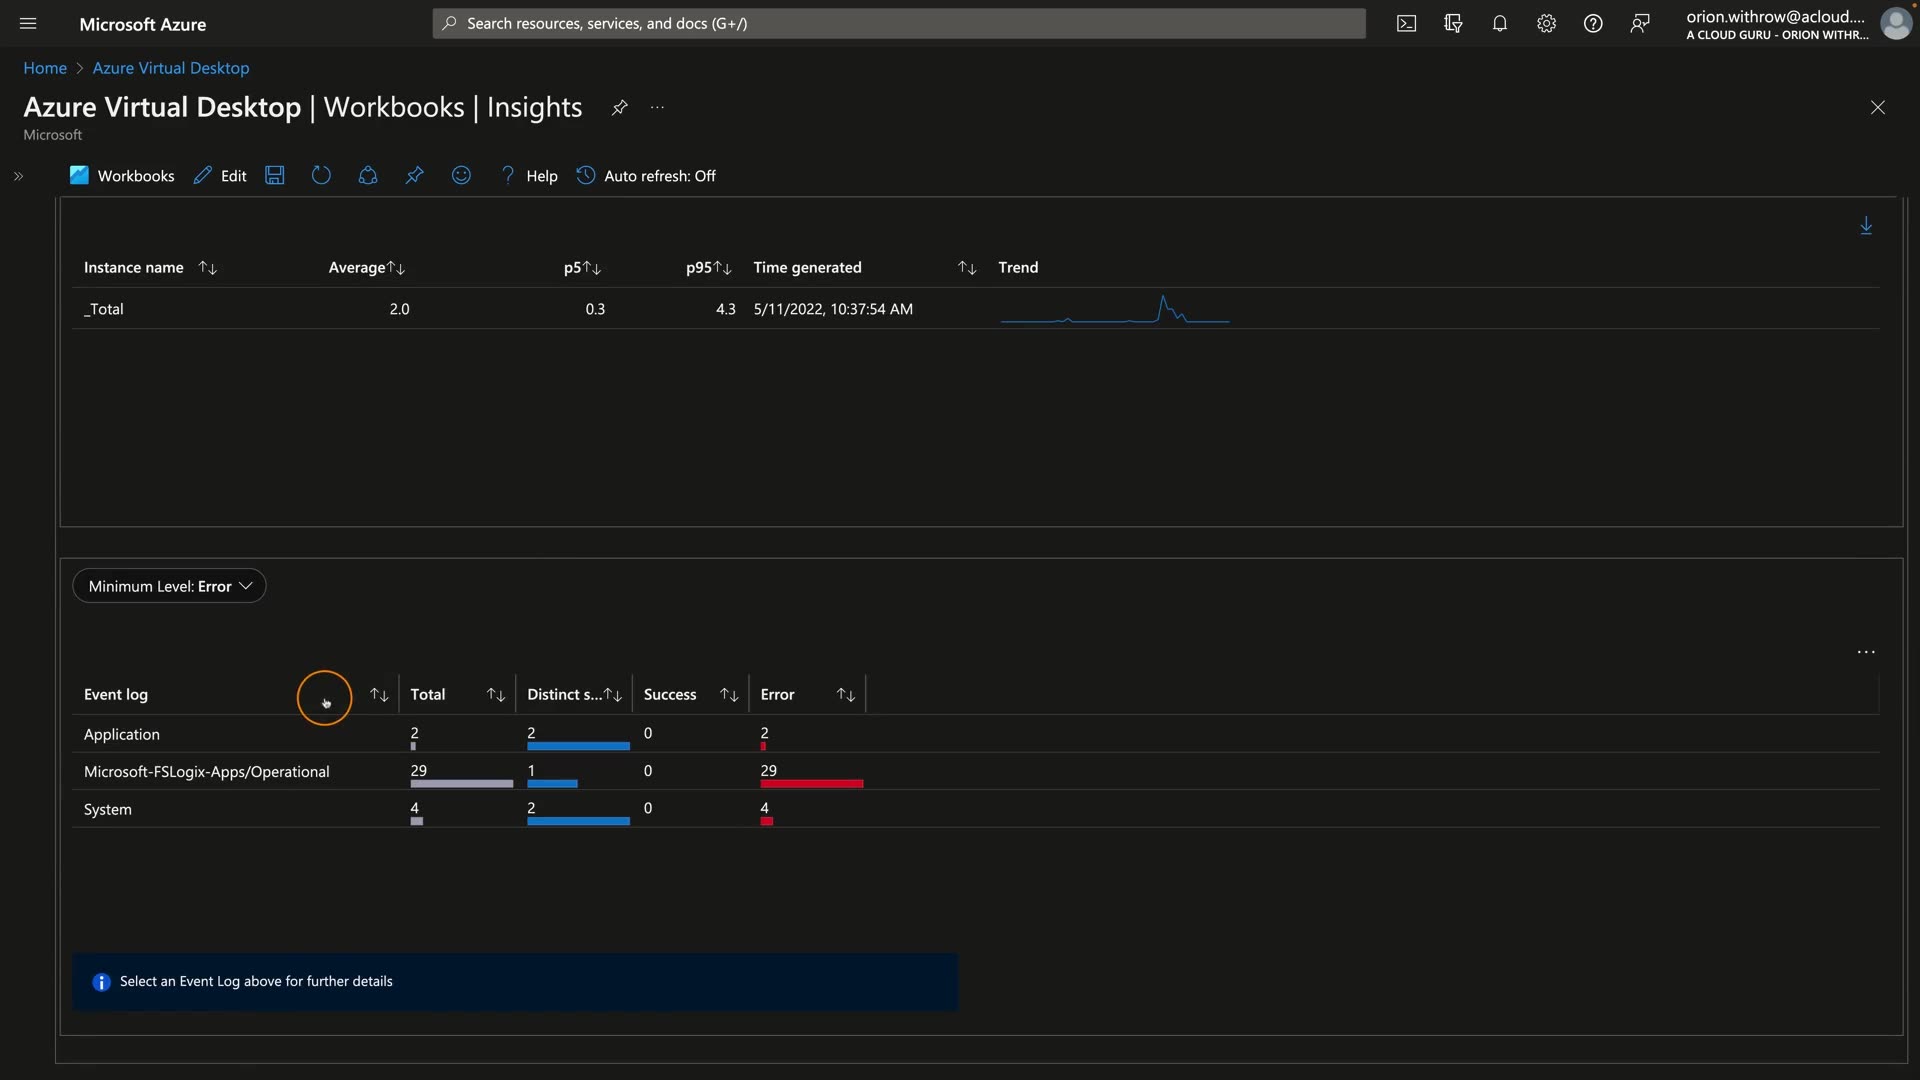 Microsoft Azure
Search resources, services, and docs (G+/)
orion.withrow@acloud....
A CLOUD GURU - ORION WITHR...
Home > Azure Virtual Desktop
Azure Virtual Desktop | Workbooks | Insights
Microsoft
Workbooks Edit Help Auto refresh: Off
Instance name Average p5 p95 Time generated Trend
_Total 2.0 0.3 4.3 5/11/2022, 10:37:54 AM
Minimum Level: Error
Event log Total Distinct s... Success Error
Application 2 2 0 2
Microsoft-FSLogix-Apps/Operational 29 1 0 29
System 4 2 0 4
Select an Event Log above for further details